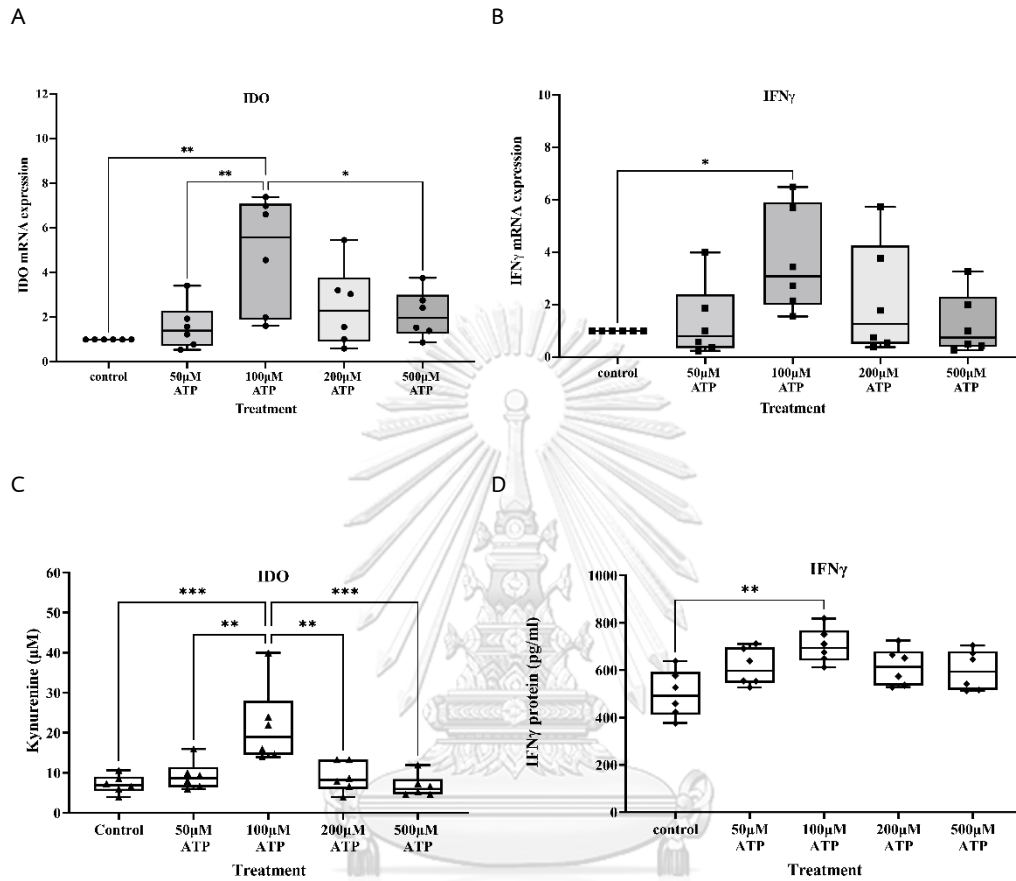 A
IDO
IDO mRNA expression
12
10
8
6
4
2
0
**
**
*
control
50µM ATP
100µM ATP
200µM ATP
500µM ATP
Treatment
B
IFNγ
IFNγ mRNA expression
10
8
6
4
2
0
*
control
50µM ATP
100µM ATP
200µM ATP
500µM ATP
Treatment
C
IDO
Kynurenine (µM)
60
50
40
30
20
10
0
***
***
**
**
Control
50µM ATP
100µM ATP
200µM ATP
500µM ATP
Treatment
D
IFNγ
IFNγ protein (pg/ml)
1000
800
600
400
200
0
**
control
50µM ATP
100µM ATP
200µM ATP
500µM ATP
Treatment